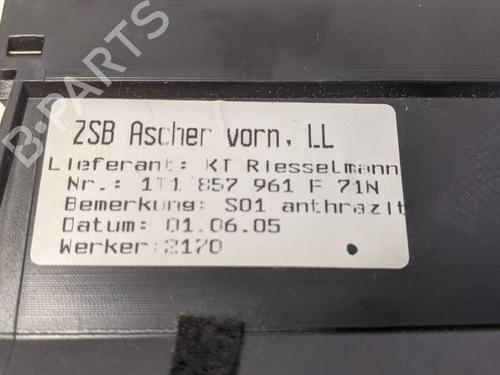 ZSB Ascher vorn, LL
Lieferant: KT Riesselmann
Nr.: 1T1 857 961 F 71N
Bemerkung: S01 anthrazit
Datum: 01.06.05
Werker: 2170
B-PARTS